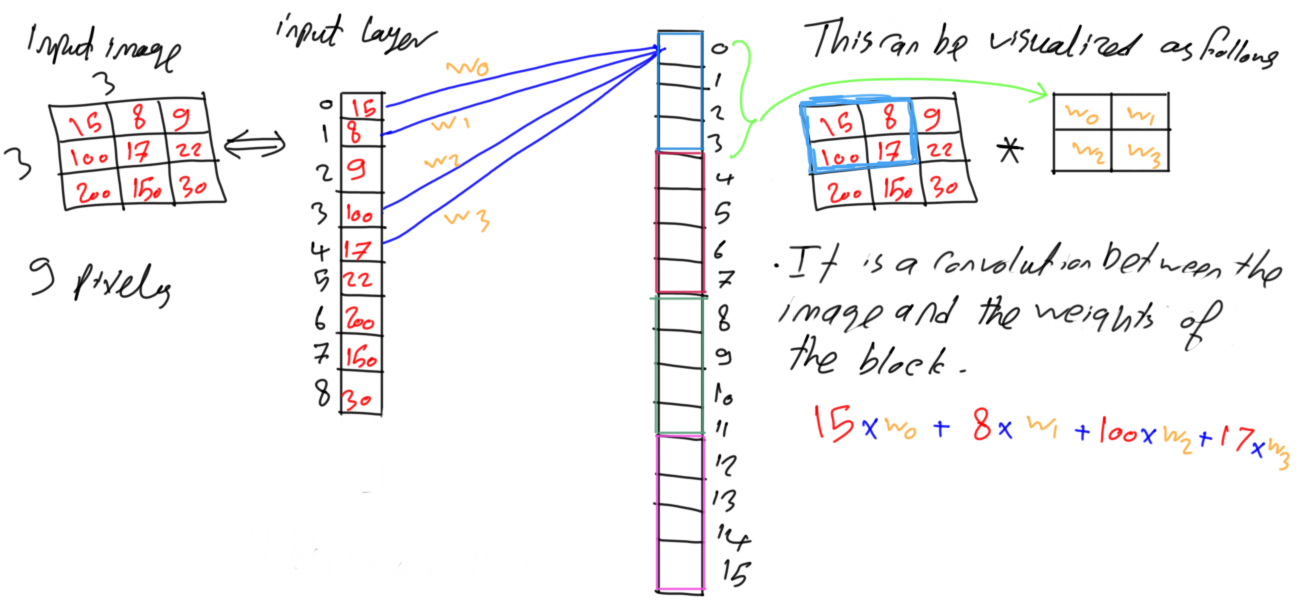 Input image
3
3
15 8 9
100 17 22
200 150 30
9 pixels
input layer
0 15
1 8
2 9
3 100
4 17
5 22
6 200
7 150
8 30
w0
w1
w2
w3
0
1
2
3
4
5
6
7
8
9
10
11
12
13
14
15
This can be visualized as follows
15 8 9
100 17 22
200 150 30
*
w0 w1
w2 w3
. It is a convolution between the
image and the weights of
the block.
15 x w0 + 8 x w1 + 100 x w2 + 17 x w3